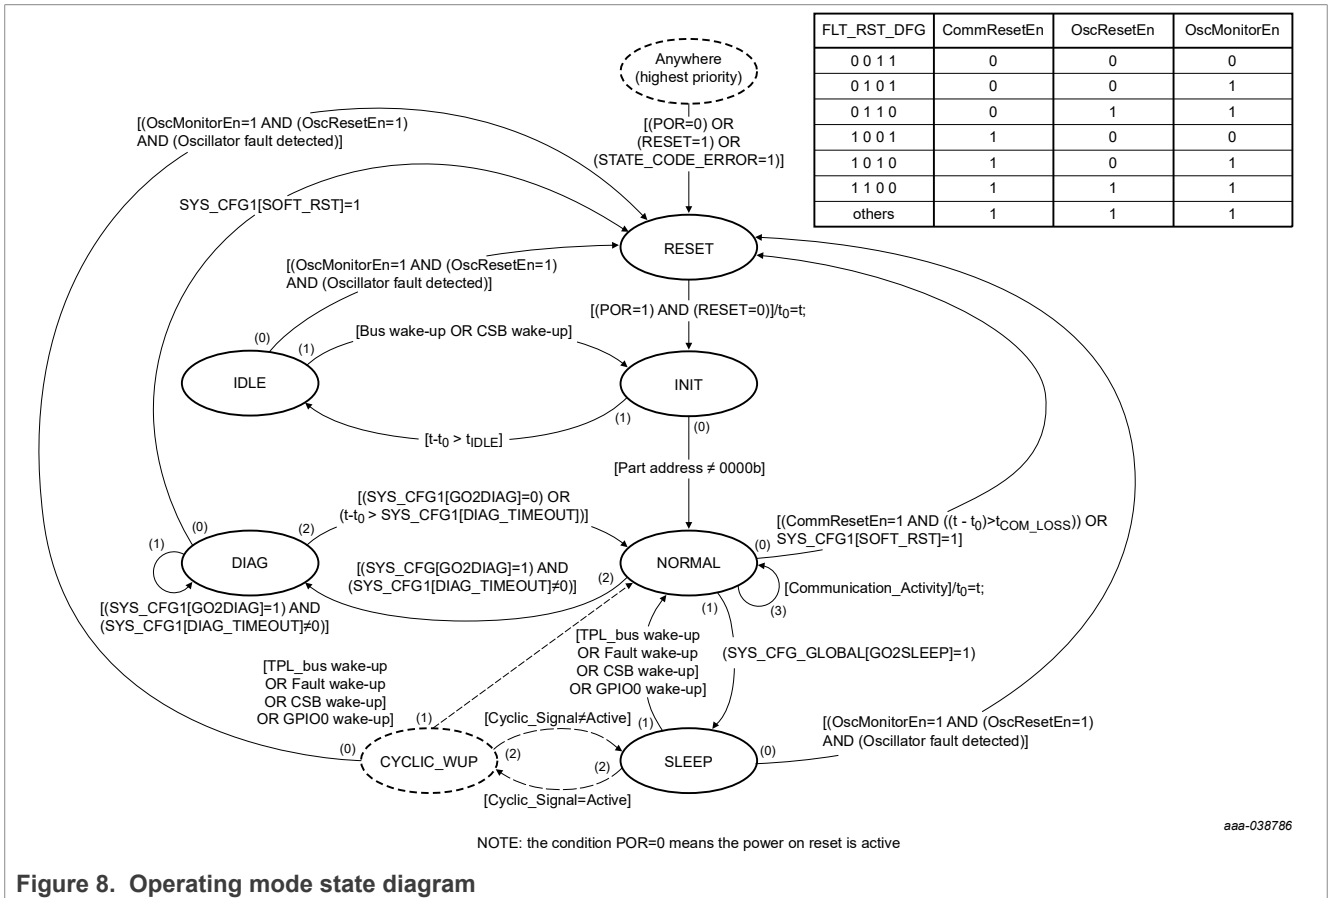 FLT_RST_DFG CommResetEn OscResetEn OscMonitorEn
0 0 1 1 0 0 0
0 1 0 1 0 0 1
0 1 1 0 0 1 1
1 0 0 1 1 0 0
1 0 1 0 1 0 1
1 1 0 0 1 1 1
others 1 1 1
Anywhere
(highest priority)
[(POR=0) OR
(RESET=1) OR
(STATE_CODE_ERROR=1)]
[(OscMonitorEn=1 AND (OscResetEn=1)
AND (Oscillator fault detected)]
SYS_CFG1[SOFT_RST]=1
RESET
[(OscMonitorEn=1 AND (OscResetEn=1)
AND (Oscillator fault detected)]
[(POR=1) AND (RESET=0)]/t0=t;
(0)
(1)
[Bus wake-up OR CSB wake-up]
IDLE
INIT
(1)
(0)
[t-t0 > tIDLE]
[Part address ≠ 0000b]
[(SYS_CFG1[GO2DIAG]=0) OR
(t-t0 > SYS_CFG1[DIAG_TIMEOUT])]
[(CommResetEn=1 AND ((t - t0)>tCOM_LOSS)) OR
SYS_CFG1[SOFT_RST]=1]
(0)
(1)
(2)
(0)
DIAG
NORMAL
[(SYS_CFG[GO2DIAG]=1) AND
(SYS_CFG1[DIAG_TIMEOUT]≠0)]
(2)
[Communication_Activity]/t0=t;
(1)
(3)
[(SYS_CFG1[GO2DIAG]=1) AND
(SYS_CFG1[DIAG_TIMEOUT]≠0)]
[TPL_bus wake-up
OR Fault wake-up
OR CSB wake-up]
OR GPIO0 wake-up]
(SYS_CFG_GLOBAL[GO2SLEEP]=1)
[TPL_bus wake-up
OR Fault wake-up
OR CSB wake-up]
OR GPIO0 wake-up]
(1)
[Cyclic_Signal≠Active]
(1)
[(OscMonitorEn=1 AND (OscResetEn=1)
AND (Oscillator fault detected)]
(0)
(2)
(2)
(0)
CYCLIC_WUP
SLEEP
[Cyclic_Signal=Active]
aaa-038786
NOTE: the condition POR=0 means the power on reset is active
Figure 8. Operating mode state diagram